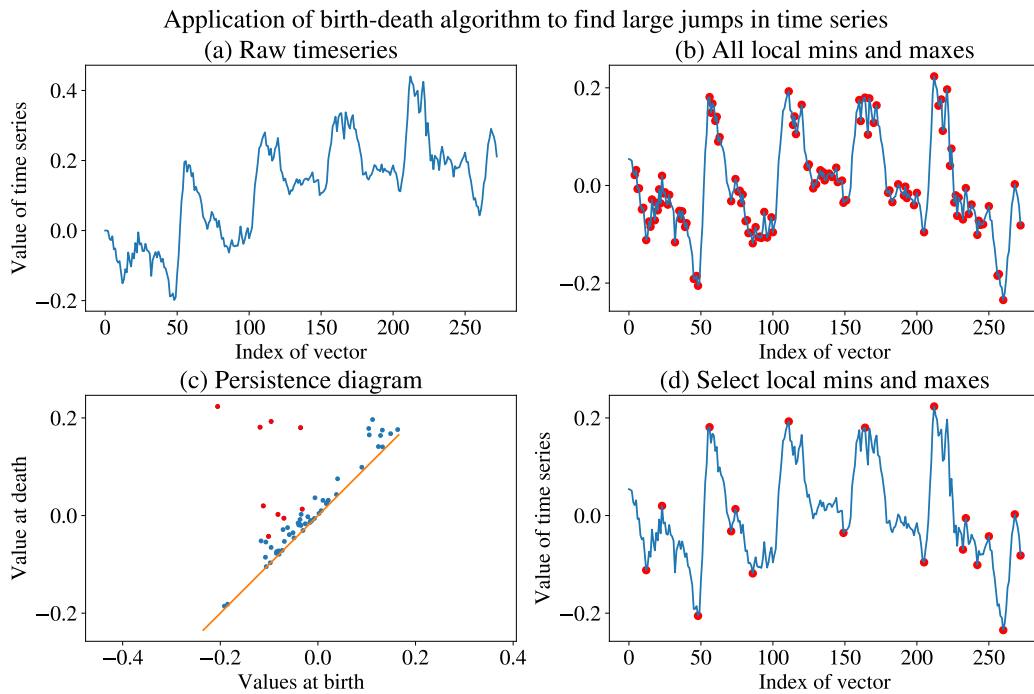 Application of birth-death algorithm to find large jumps in time series
(a) Raw timeseries
Value of time series
0.4
0.2
0.0
−0.2
0 50 100 150 200 250
Index of vector
(b) All local mins and maxes
Value of time series
0.2
0.0
−0.2
0 50 100 150 200 250
Index of vector
(c) Persistence diagram
Value at death
0.2
0.0
−0.2
−0.4 −0.2 0.0 0.2 0.4
Values at birth
(d) Select local mins and maxes
Value of time series
0.2
0.0
−0.2
0 50 100 150 200 250
Index of vector